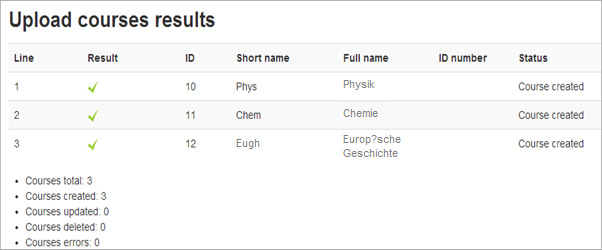 Upload courses results
Line Result ID Short name Full name ID number Status
1 10 Phys Physik Course created
2 11 Chem Chemie Course created
3 12 Eugh Europ?sche Course created
Geschichte
• Courses total: 3
• Courses created: 3
• Courses updated: 0
• Courses deleted: 0
• Courses errors: 0